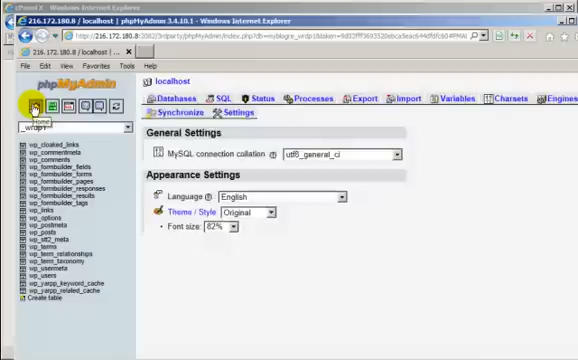 cPanel X
Internet Explorer
216.172.180.8 / localhost | phpMyAdmin 3.4.10.1 - Windows Internet Explorer
216.172.180.8 / localhost | p...
File Edit View Favorites Tools Help
phpMyAdmin
localhost
Databases SQL Status Processes Export Import Variables Charsets Engines
Home
Synchronize Settings
General Settings
MySQL connection collation utf8_general_ci
Appearance Settings
Language English
Theme / Style Original
Font size: 82%
wp_cloaked_links
wp_commentmeta
wp_comments
wp_formbuilder_fields
wp_formbuilder_forms
wp_formbuilder_pages
wp_formbuilder_responses
wp_formbuilder_results
wp_formbuilder_tags
wp_links
wp_options
wp_postmeta
wp_posts
wp_stt2_meta
wp_terms
wp_term_relationships
wp_term_taxonomy
wp_usermeta
wp_users
wp_yarpp_keyword_cache
wp_yarpp_related_cache
Create table